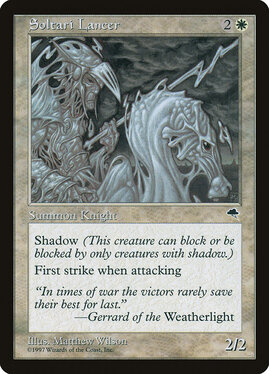 Soltari Lancer 2
Summon Knight
Shadow (This creature can block or be
blocked by only creatures with shadow.)
First strike when attacking
"In times of war the victors rarely save
their best for last."
—Gerrard of the Weatherlight
Illus. Matthew Wilson
©1997 Wizards of the Coast, Inc.
2/2